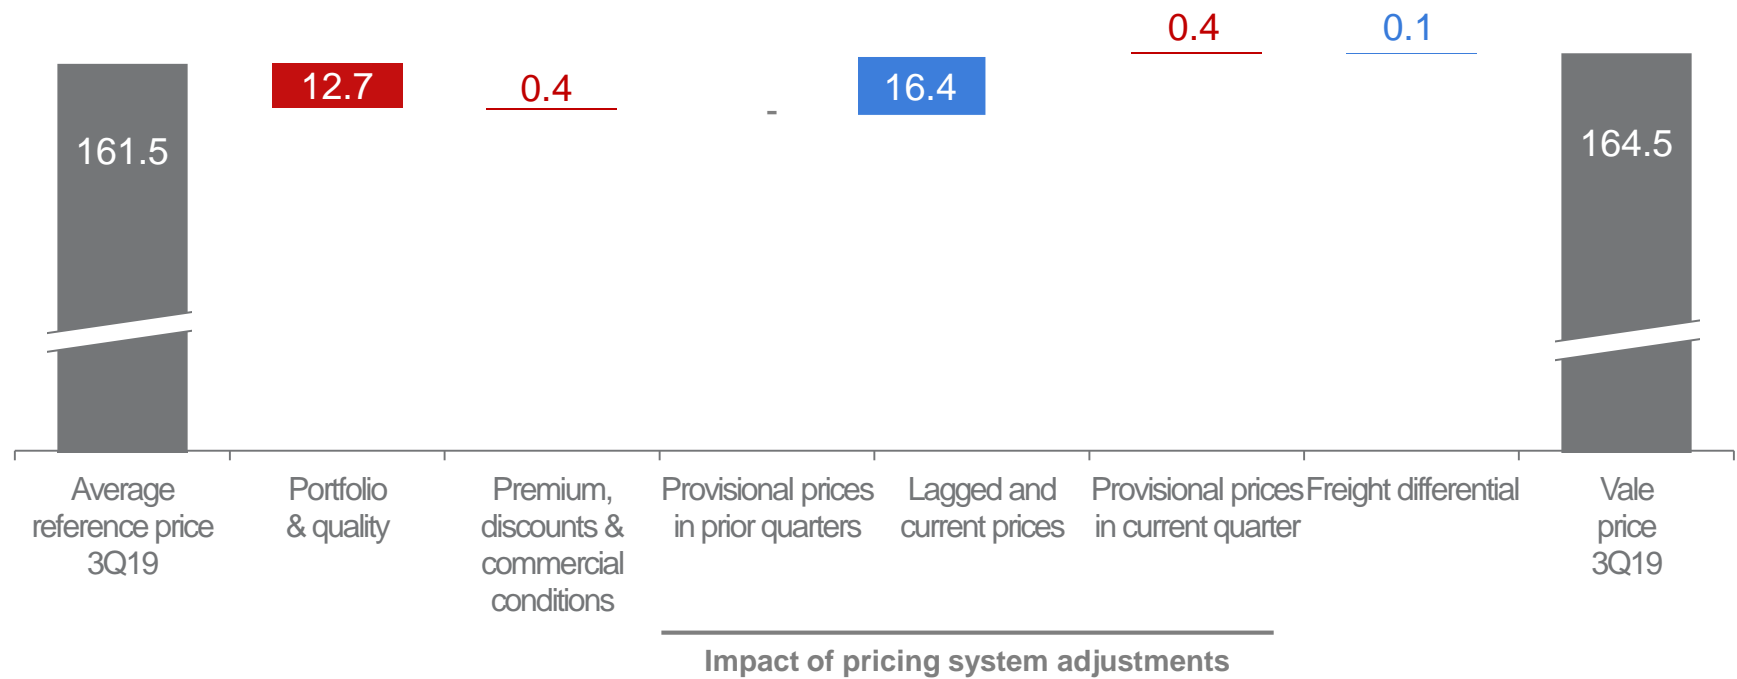 0.4
0.1
12.7
0.4
-
16.4
161.5
164.5
Average
reference price
3Q19
Portfolio
& quality
Premium,
discounts &
commercial
conditions
Provisional prices
in prior quarters
Lagged and
current prices
Provisional prices
in current quarter
Freight differential
Vale
price
3Q19
Impact of pricing system adjustments